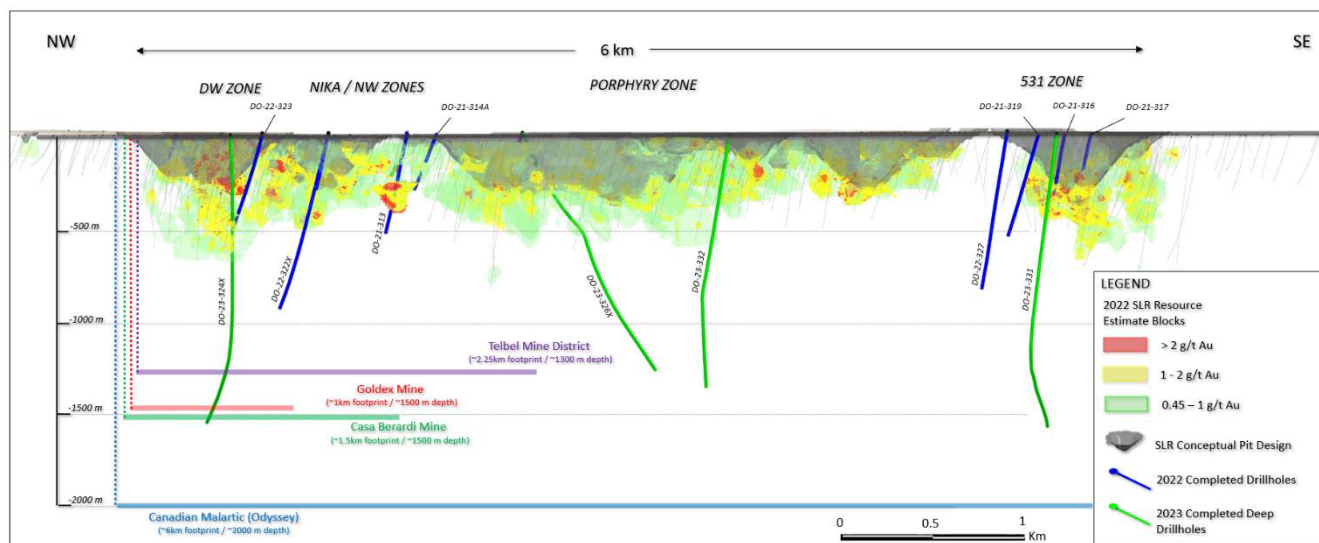 NW
6 km
SE
DW ZONE
NIKA / NW ZONES
PORPHYRY ZONE
531 ZONE
DO-22-323
DO-21-314A
DO-21-319
DO-21-316
DO-21-317
-500 m
DO-21-313
DO-22-322X
DO-23-324X
DO-23-326X
DO-23-332
DO-22-327
DO-23-331
-1000 m
Telbel Mine District
(~2.25km footprint / ~1300 m depth)
Goldex Mine
(~1km footprint / ~1500 m depth)
-1500 m
Casa Berardi Mine
(~1.5km footprint / ~1500 m depth)
-2000 m
Canadian Malartic (Odyssey)
(~6km footprint / ~2000 m depth)
0 0.5 1
Km
LEGEND
2022 SLR Resource
Estimate Blocks
> 2 g/t Au
1 - 2 g/t Au
0.45 – 1 g/t Au
SLR Conceptual Pit Design
2022 Completed Drillholes
2023 Completed Deep
Drillholes